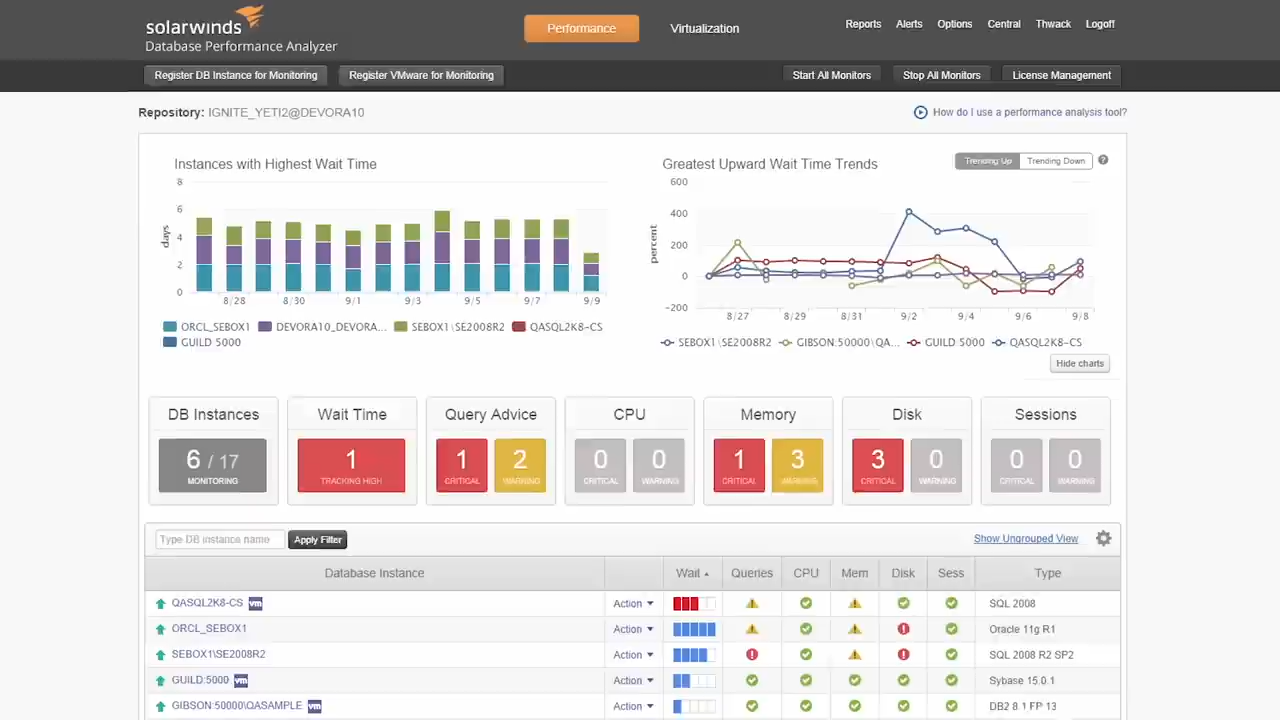 solarwinds
Database Performance Analyzer
Performance
Virtualization
Reports
Alerts
Options
Central
Thwack
Logoff
Register DB Instance for Monitoring
Register VMware for Monitoring
Start All Monitors
Stop All Monitors
License Management
Repository: IGNITE_YETI2@DEVORA10
How do I use a performance analysis tool?
Instances with Highest Wait Time
8
6
4
2
0
days
8/28
8/30
9/1
9/3
9/5
9/7
9/9
ORCL_SEBOX1
DEVORA10_DEVORA...
SEBOX1\SE2008R2
QASQL2K8-CS
GUILD 5000
Greatest Upward Wait Time Trends
Trending Up
Trending Down
?
600
400
200
0
-200
percent
8/27
8/29
8/31
9/2
9/4
9/6
9/8
SEBOX1\SE2008R2
GIBSON:50000\QA...
GUILD 5000
QASQL2K8-CS
Hide charts
DB Instances
6 / 17
MONITORING
Wait Time
1
TRACKING HIGH
Query Advice
1
CRITICAL
2
WARNING
CPU
0
CRITICAL
0
WARNING
Memory
1
CRITICAL
3
WARNING
Disk
3
CRITICAL
0
WARNING
Sessions
0
CRITICAL
0
WARNING
Type DB instance name
Apply Filter
Show Ungrouped View
Database Instance
Wait
Queries
CPU
Mem
Disk
Sess
Type
QASQL2K8-CS vm Action SQL 2008
ORCL_SEBOX1 Action Oracle 11g R1
SEBOX1\SE2008R2 Action SQL 2008 R2 SP2
GUILD:5000 vm Action Sybase 15.0.1
GIBSON:50000\QASAMPLE vm Action DB2 8.1 FP 13